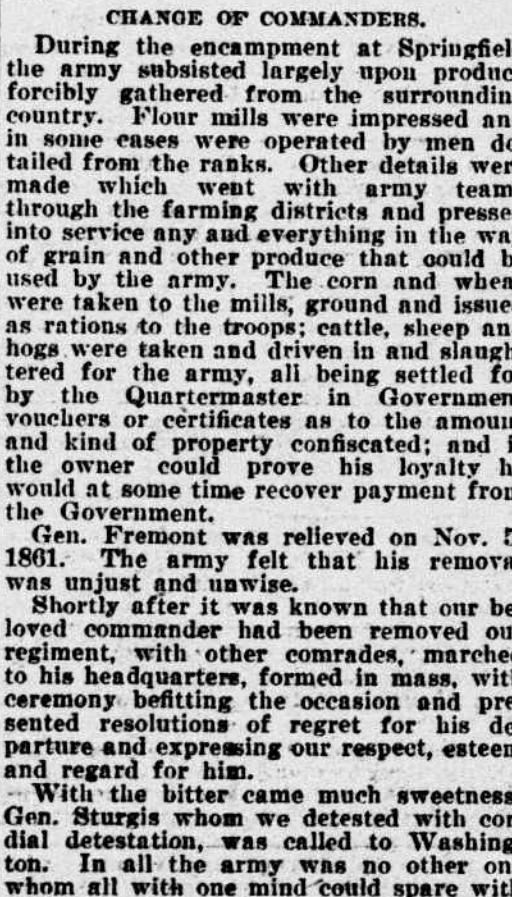 CHANGE OF COMMANDERS.
During the encampment at Springfiel
the army subsisted largely upon produc
forcibly gathered from the surroundin
country. Flour mills were impressed an
in some cases were operated by men de
tailed from the ranks. Other details wer
made which went with army team
through the farming districts and presse
into service any and everything in the wa
of grain and other produce that could b
used by the army. The corn and whea
were taken to the mills, ground and issue
as rations to the troops; cattle, sheep an
hogs were taken and driven in and slaugh
tered for the army, all being settled fo
by the Quartermaster in Governmen
vouchers or certificates as to the amoun
and kind of property confiscated; and i
the owner could prove his loyalty h
would at some time recover payment from
the Government.
Gen. Fremont was relieved on Nov. 5
1861. The army felt that his remova
was unjust and unwise.
Shortly after it was known that our be
loved commander had been removed ou
regiment, with other comrades, marche
to his headquarters, formed in mass, wit
ceremony befitting the occasion and pre
sented resolutions of regret for his de
parture and expressing our respect, esteem
and regard for him.
With the bitter came much sweetness
Gen. Sturgis whom we detested with cor
dial detestation, was called to Washing
ton. In all the army was no other on
whom all with one mind could spare with